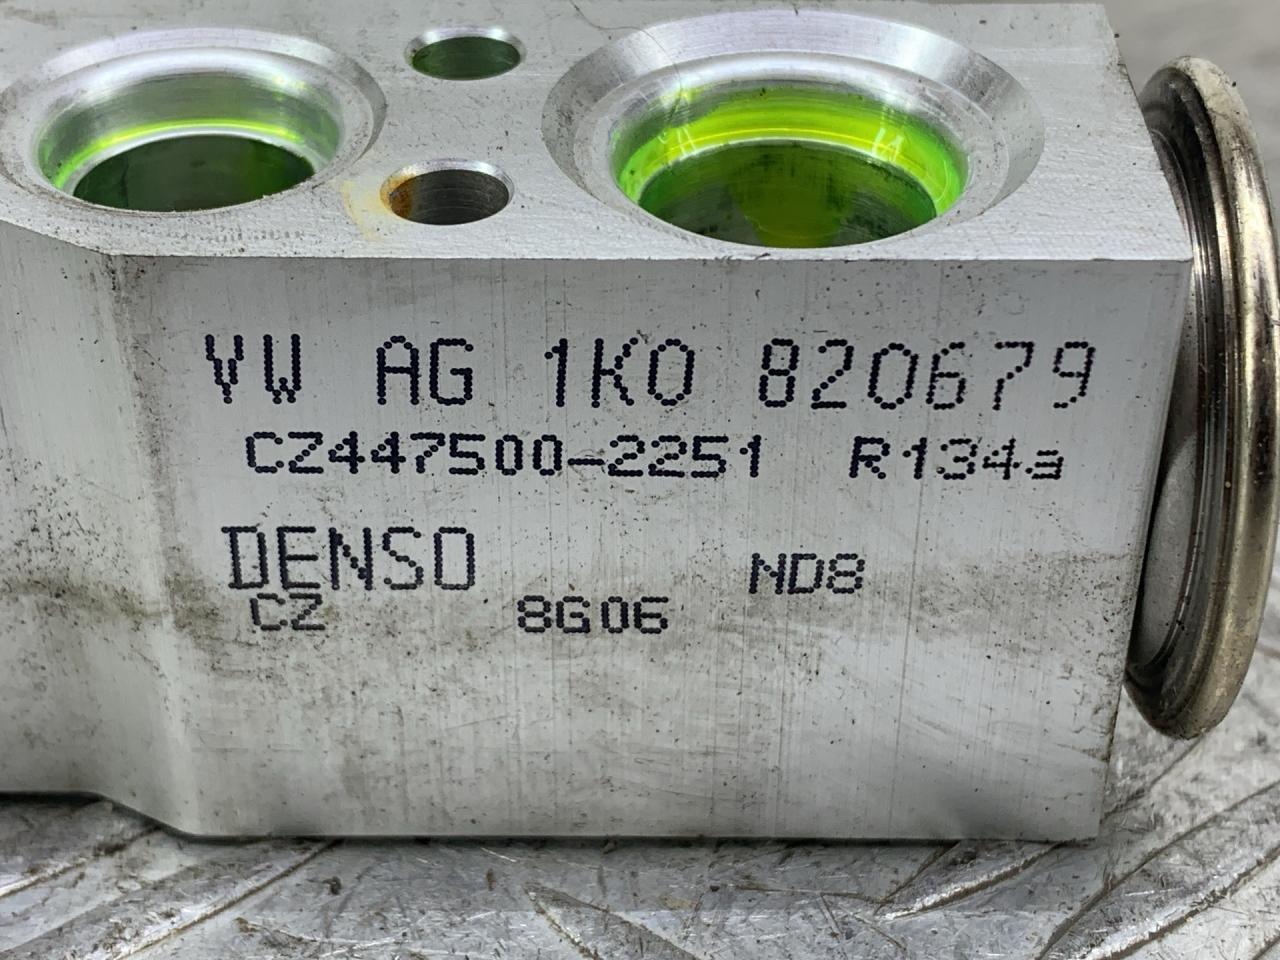 VW AG 1K0 820679
CZ447500-2251 R134a
DENSO ND8
CZ 8G06